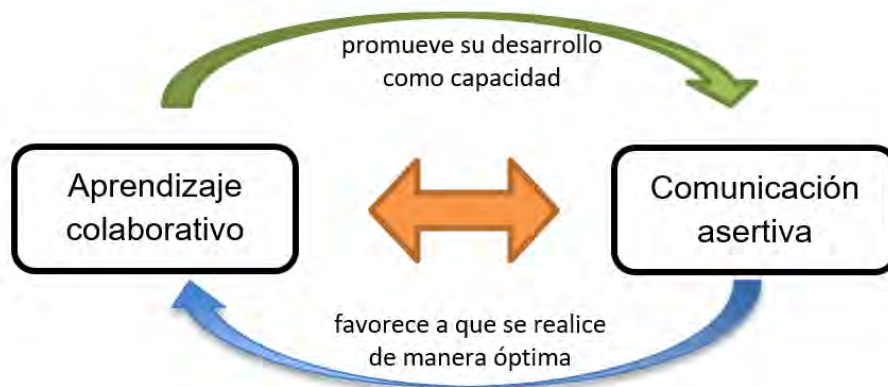 promueve su desarrollo
como capacidad
Aprendizaje
colaborativo
Comunicación
asertiva
favorece a que se realice
de manera óptima